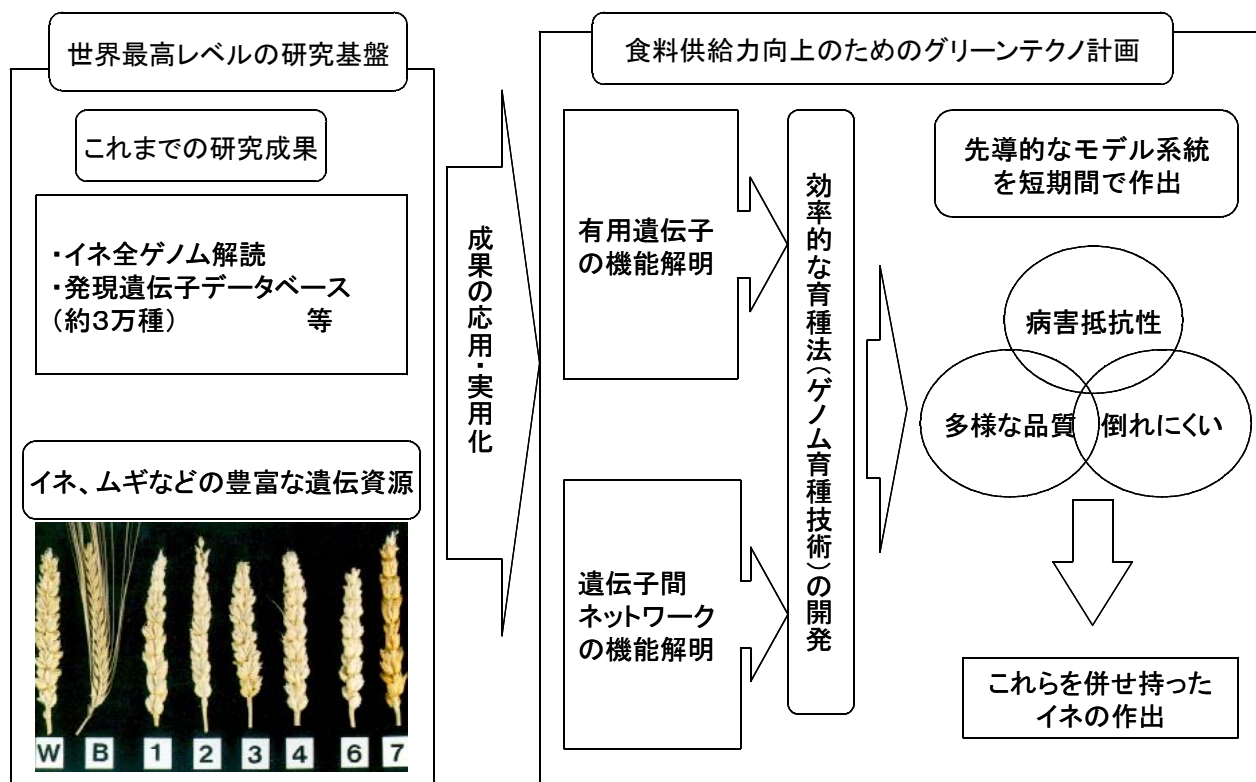 世界最高レベルの研究基盤
これまでの研究成果
・イネ全ゲノム解読
・発現遺伝子データベース
（約３万種）　　　　　等
イネ、ムギなどの豊富な遺伝資源
W B 1 2 3 4 6 7
成果の応用・実用化
食料供給力向上のためのグリーンテクノ計画
有用遺伝子
の機能解明
遺伝子間
ネットワーク
の機能解明
効率的な育種法（ゲノム育種技術）の開発
先導的なモデル系統
を短期間で作出
病害抵抗性
多様な品質
倒れにくい
これらを併せ持った
イネの作出